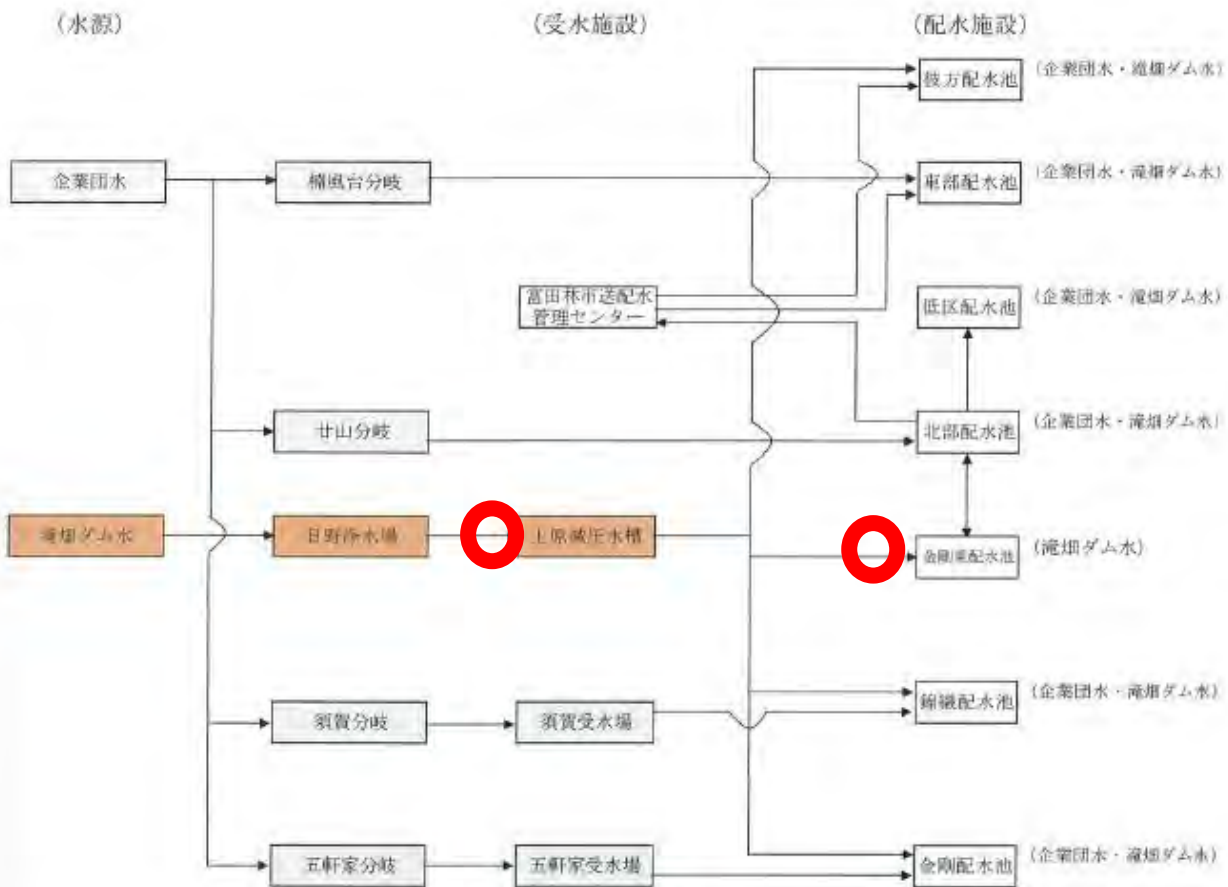 (水源)
(受水施設)
(配水施設)
彼方配水池
(企業団水・滝畑ダム水)
企業団水
楠風台分岐
東部配水池
(企業団水・滝畑ダム水)
富田林市送配水
管理センター
低区配水池
(企業団水・滝畑ダム水)
廿山分岐
北部配水池
(企業団水・滝畑ダム水)
滝畑ダム水
日野浄水場
上原減圧水槽
金剛東配水池
(滝畑ダム水)
須賀分岐
須賀受水場
錦織配水池
(企業団水・滝畑ダム水)
五軒家分岐
五軒家受水場
金剛配水池
(企業団水・滝畑ダム水)